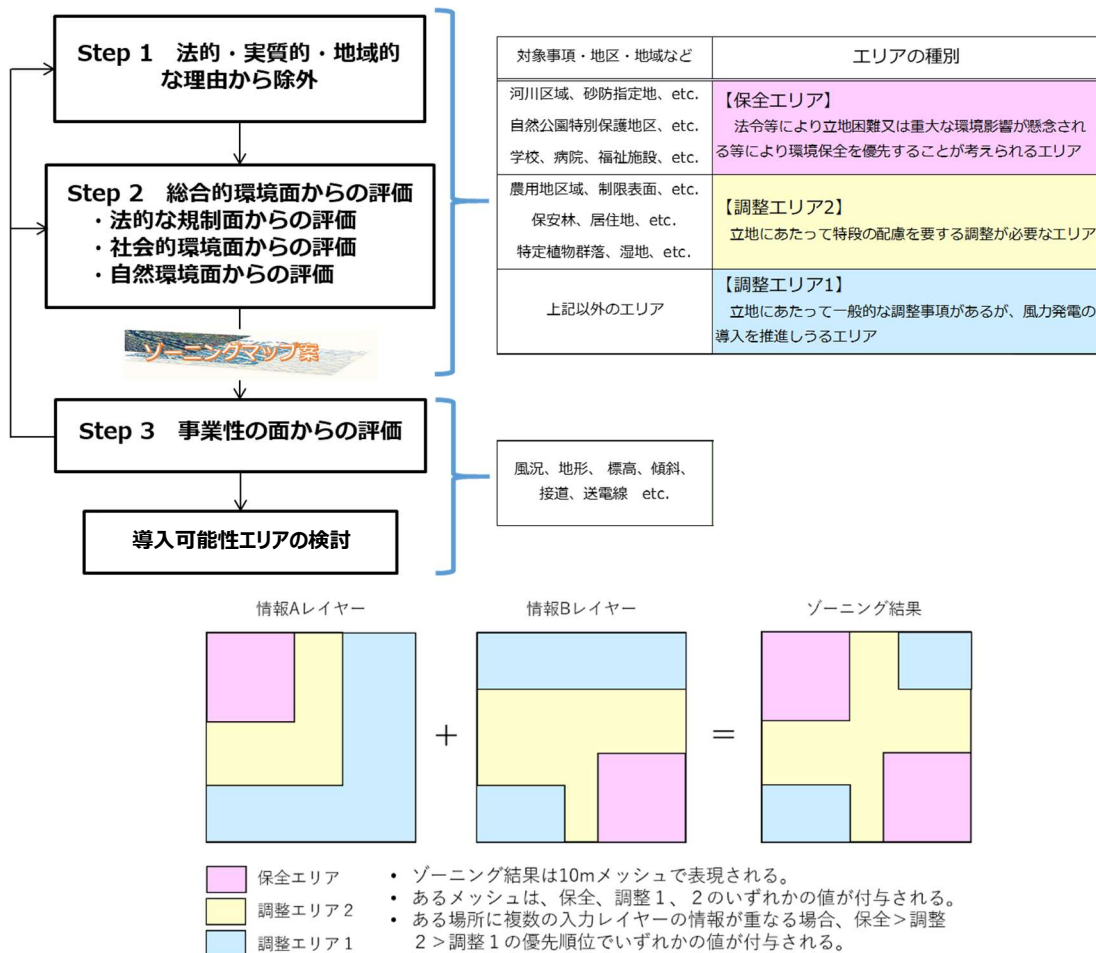 Step 1　法的・実質的・地域的
な理由から除外
Step 2　総合的環境面からの評価
・法的な規制面からの評価
・社会的環境面からの評価
・自然環境面からの評価
ゾーニングマップ案
Step 3　事業性の面からの評価
導入可能性エリアの検討
対象事項・地区・地域など
エリアの種別
河川区域、砂防指定地、etc.
自然公園特別保護地区、etc.
学校、病院、福祉施設、etc.
【保全エリア】
法令等により立地困難又は重大な環境影響が懸念され
る等により環境保全を優先することが考えられるエリア
農用地区域、制限表面、etc.
保安林、居住地、etc.
特定植物群落、湿地、etc.
【調整エリア2】
立地にあたって特段の配慮を要する調整が必要なエリア
上記以外のエリア
【調整エリア1】
立地にあたって一般的な調整事項があるが、風力発電の
導入を推進しうるエリア
風況、地形、標高、傾斜、
接道、送電線　etc.
情報Aレイヤー
情報Bレイヤー
ゾーニング結果
+
=
保全エリア
調整エリア２
調整エリア１
• ゾーニング結果は10mメッシュで表現される。
• あるメッシュは、保全、調整１、２のいずれかの値が付与される。
• ある場所に複数の入力レイヤーの情報が重なる場合、保全＞調整
２＞調整１の優先順位でいずれかの値が付与される。